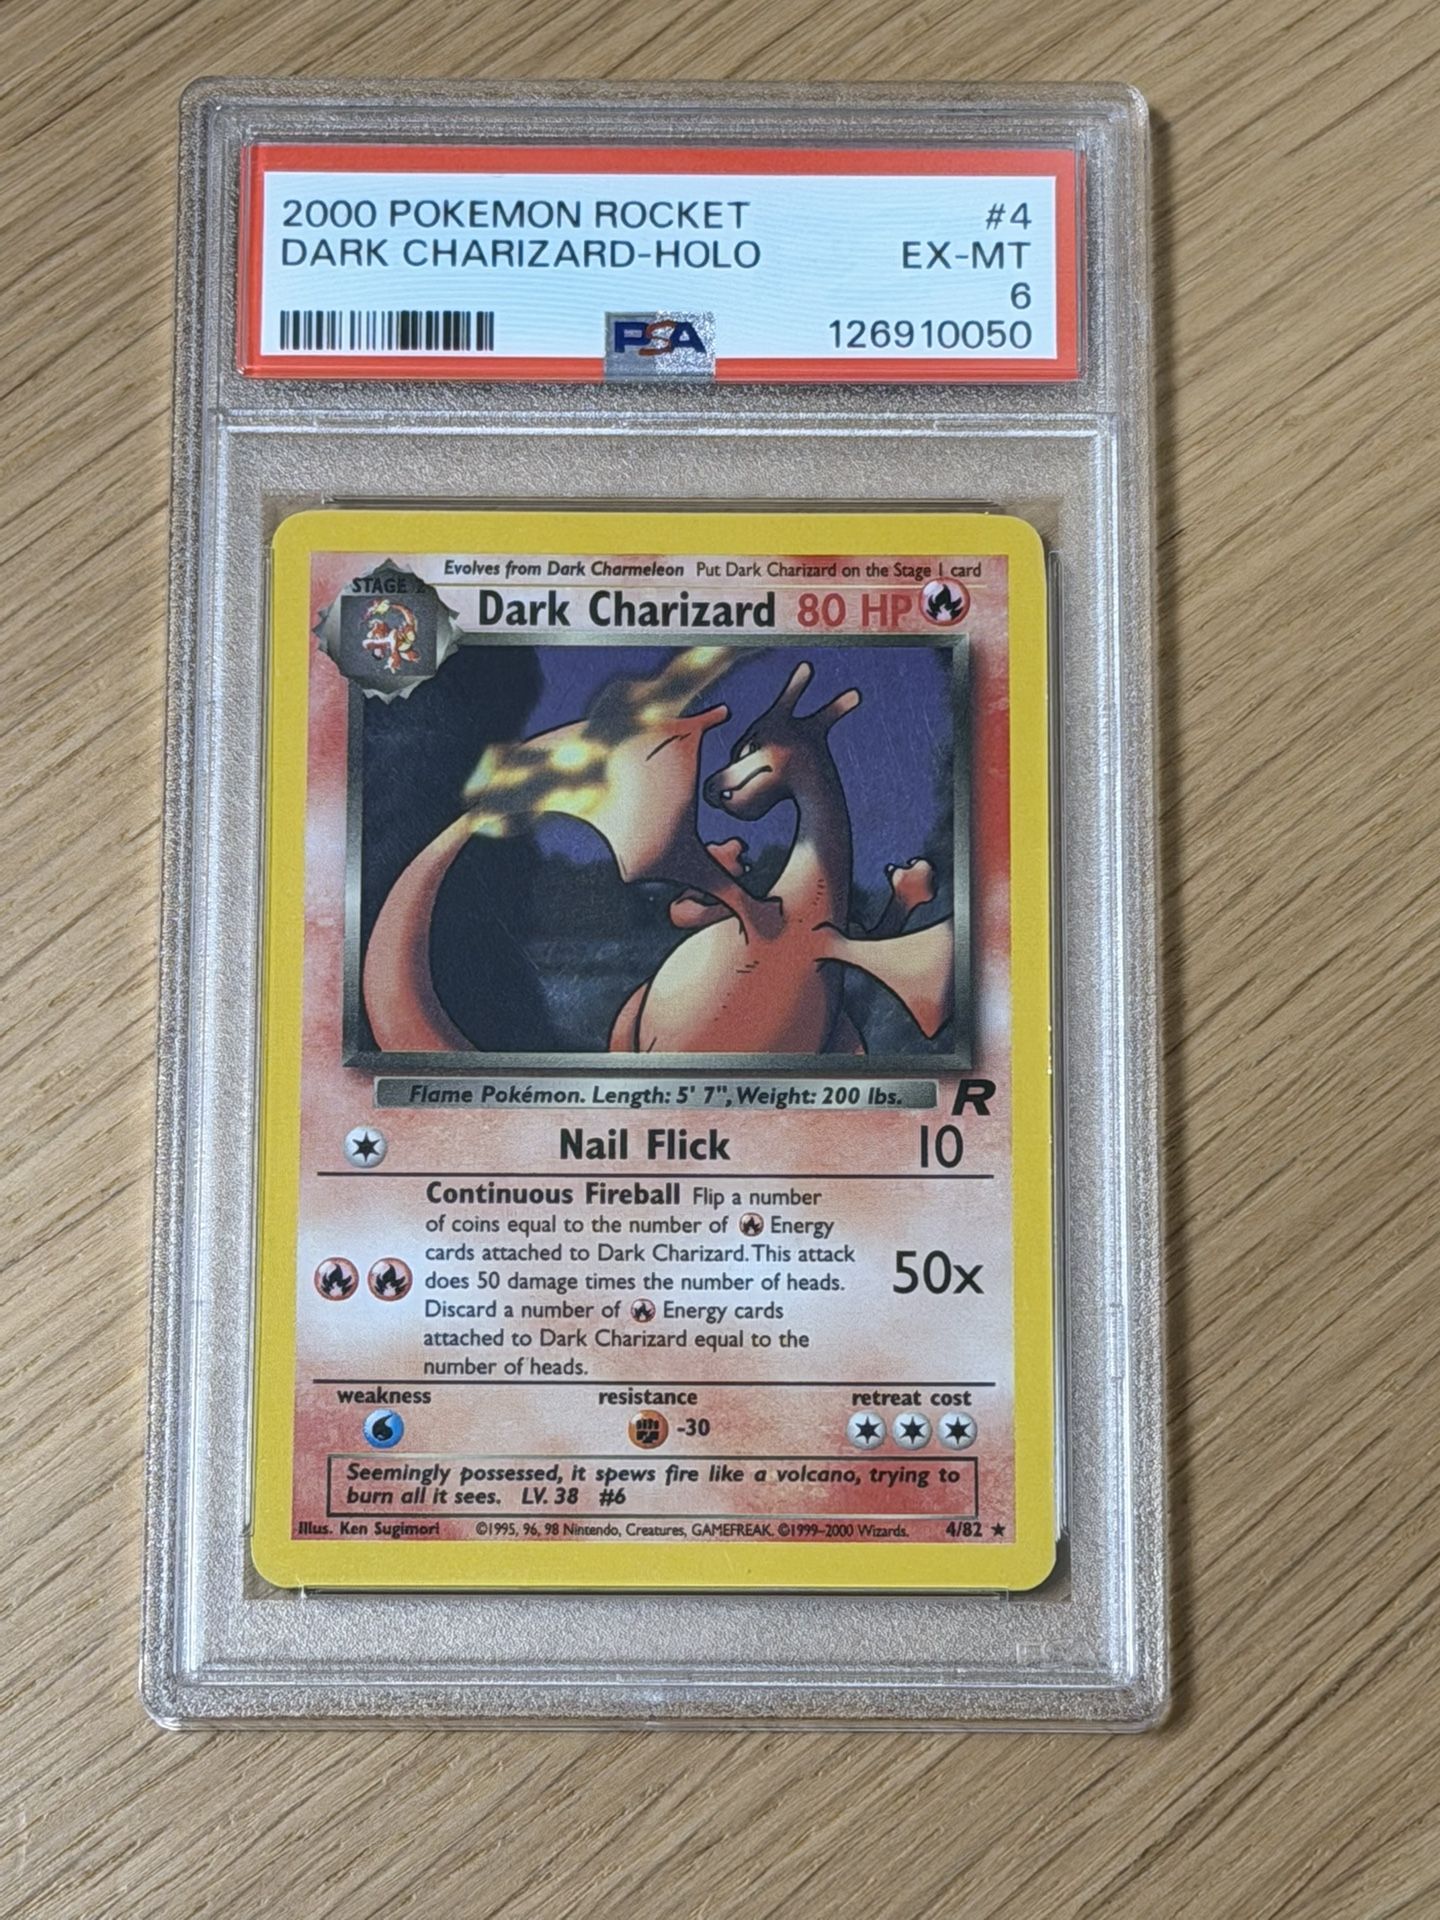 2000 POKEMON ROCKET #4
DARK CHARIZARD-HOLO EX-MT
6
PSA 126910050
Evolves from Dark Charmeleon Put Dark Charizard on the Stage 1 card
STAGE 2
Dark Charizard 80 HP
Flame Pokémon. Length: 5' 7", Weight: 200 lbs.
R
Nail Flick 10
Continuous Fireball Flip a number
of coins equal to the number of Energy
cards attached to Dark Charizard. This attack
does 50 damage times the number of heads.
Discard a number of Energy cards
attached to Dark Charizard equal to the
number of heads.
50x
weakness resistance retreat cost
-30
Seemingly possessed, it spews fire like a volcano, trying to
burn all it sees. LV. 38 #6
Illus. Ken Sugimori ©1995, 96, 98 Nintendo, Creatures, GAMEFREAK. ©1999-2000 Wizards. 4/82 ★
PSA